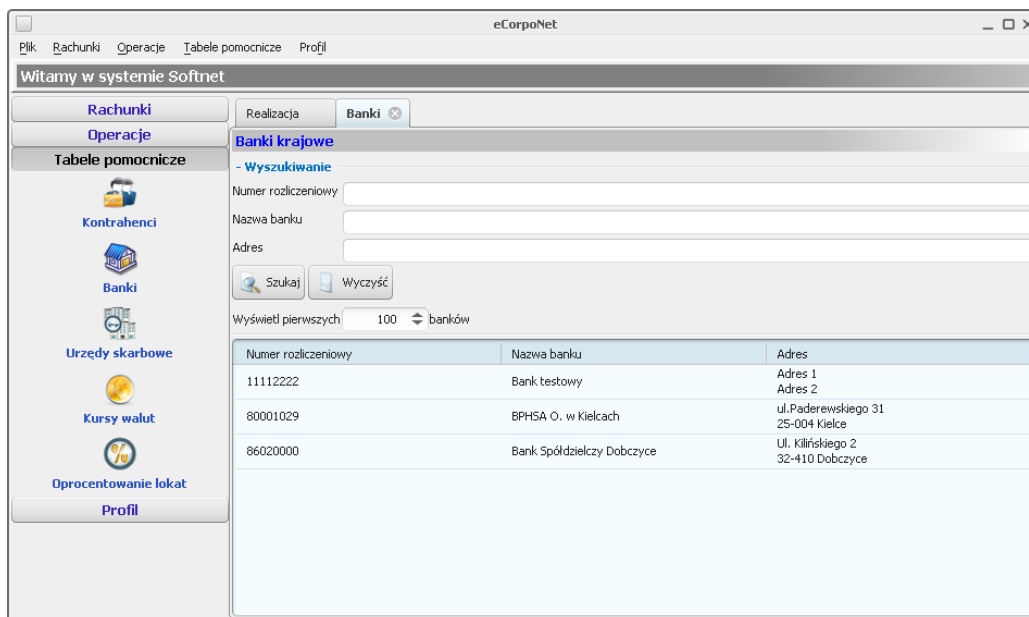 eCorpoNet
Plik Rachunki Operacje Tabele pomocnicze Profil
Witamy w systemie Softnet
Rachunki
Operacje
Tabele pomocnicze
Kontrahenci
Banki
Urzędy skarbowe
Kursy walut
Oprocentowanie lokat
Profil
Realizacja Banki
Banki krajowe
- Wyszukiwanie
Numer rozliczeniowy
Nazwa banku
Adres
Szukaj Wyczyść
Wyświetl pierwszych 100 banków
Numer rozliczeniowy Nazwa banku Adres
11112222 Bank testowy Adres 1
Adres 2
80001029 BPHSA O. w Kielcach ul.Paderewskiego 31
25-004 Kielce
86020000 Bank Spółdzielczy Dobczyce Ul. Kilińskiego 2
32-410 Dobczyce